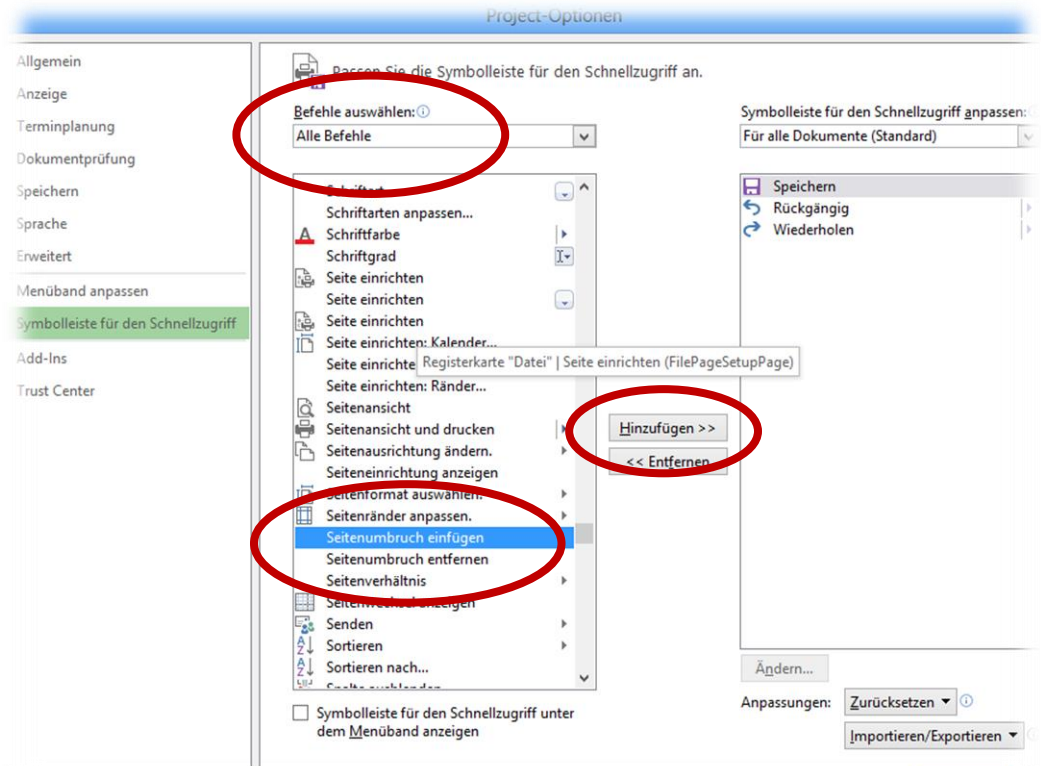 Project-Optionen
Allgemein
Anzeige
Terminplanung
Dokumentprüfung
Speichern
Sprache
Erweitert
Menüband anpassen
Symbolleiste für den Schnellzugriff
Add-Ins
Trust Center
Passen Sie die Symbolleiste für den Schnellzugriff an.
Befehle auswählen:
Alle Befehle
Schriftart
Schriftarten anpassen...
Schriftfarbe
Schriftgrad
Seite einrichten
Seite einrichten
Seite einrichten
Seite einrichten: Kalender...
Seite
Registerkarte "Datei" | Seite einrichten (FilePageSetupPage)
Seite einrichten: Ränder...
Seitenansicht
Seitenansicht und drucken
Seitenausrichtung ändern.
Seiteneinrichtung anzeigen
Seitenformat auswählen.
Seitenränder anpassen.
Seitenumbruch einfügen
Seitenumbruch entfernen
Seitenverhältnis
Seitenwechsel anzeigen
Senden
Sortieren
Sortieren nach...
Spalte ausblenden
Symbolleiste für den Schnellzugriff unter
dem Menüband anzeigen
Hinzufügen >>
<< Entfernen
Symbolleiste für den Schnellzugriff anpassen:
Für alle Dokumente (Standard)
Speichern
Rückgängig
Wiederholen
Ändern...
Anpassungen:
Zurücksetzen
Importieren/Exportieren